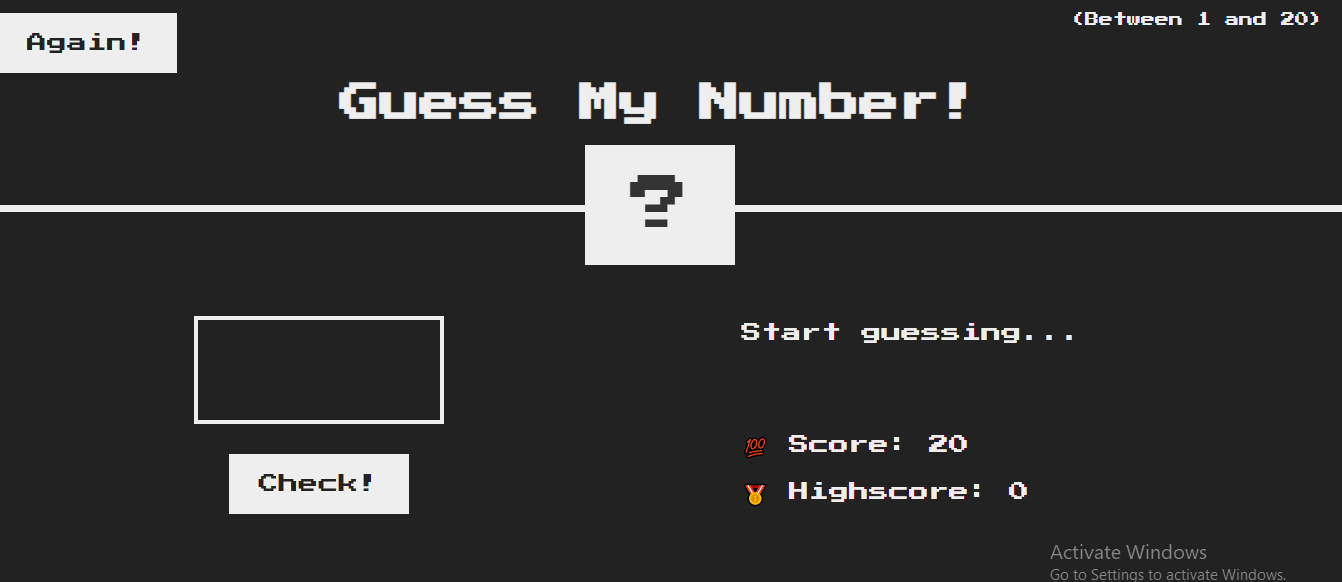 Again!
(Between 1 and 20)
Guess My Number!
?
Start guessing...
Check!
💯 Score: 20
🥇 Highscore: 0
Activate Windows
Go to Settings to activate Windows.